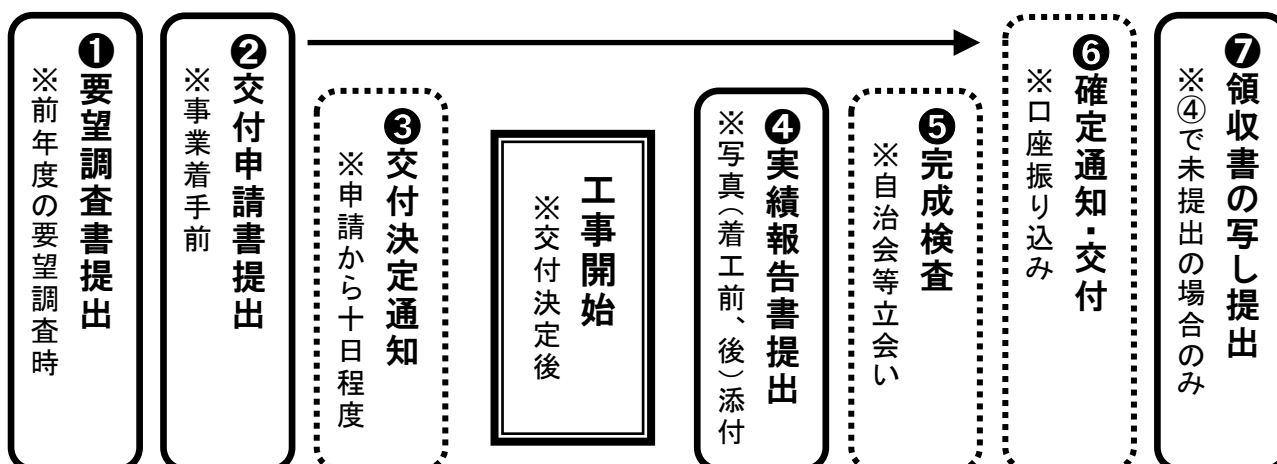 ❶要望調査書提出
※前年度の要望調査時
❷交付申請書提出
※事業着手前
❸交付決定通知
※申請から十日程度
工事開始
※交付決定後
❹実績報告書提出
※写真(着工前、後)添付
❺完成検査
※自治会等立会い
❻確定通知・交付
※口座振り込み
❼領収書の写し提出
※④で未提出の場合のみ